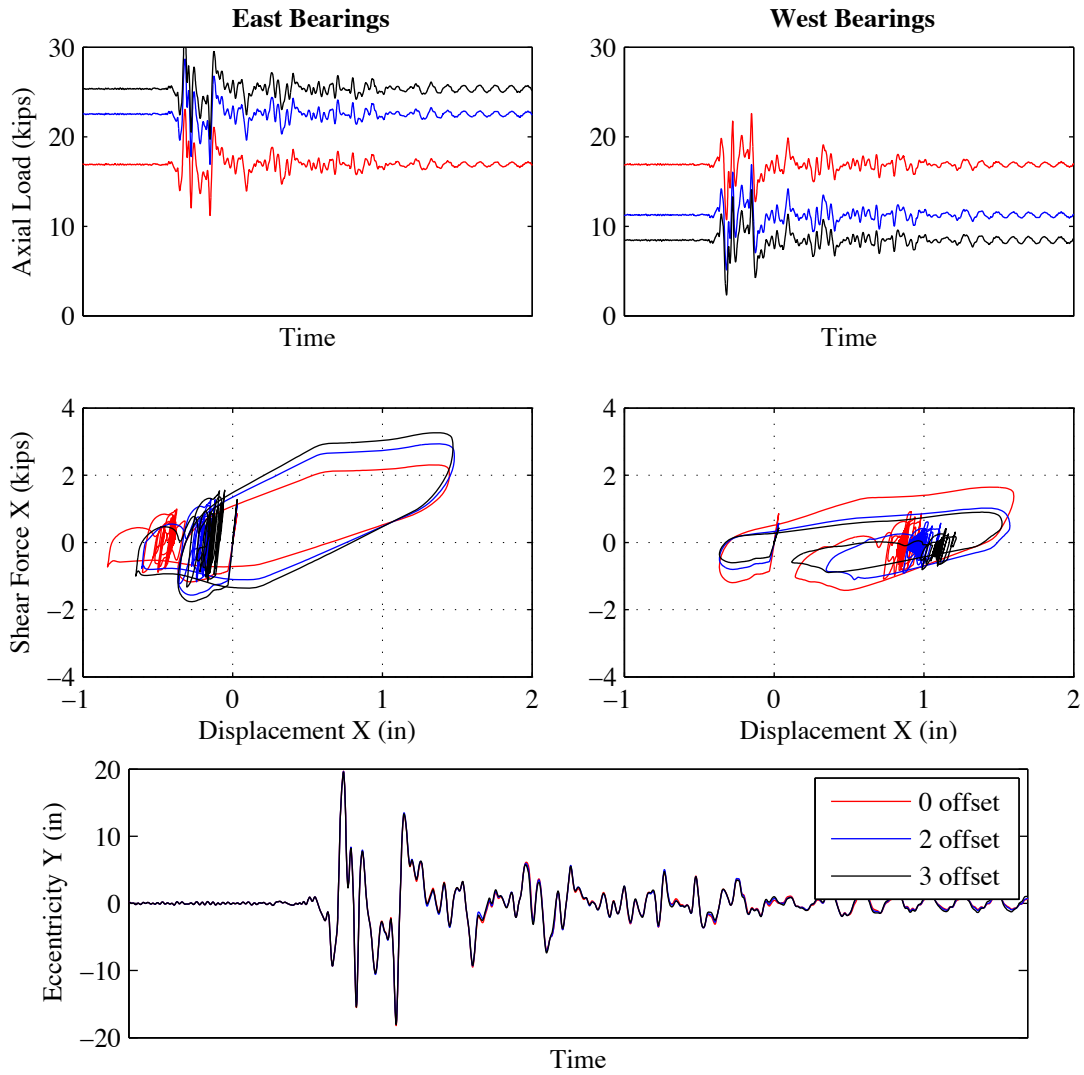 East Bearings
West Bearings
Axial Load (kips)
30
20
10
0
Time
30
20
10
0
Time
Shear Force X (kips)
4
2
0
−2
−4
−1
0
1
2
Displacement X (in)
4
2
0
−2
−4
−1
0
1
2
Displacement X (in)
Eccentricity Y (in)
20
10
0
−10
−20
Time
0 offset
2 offset
3 offset